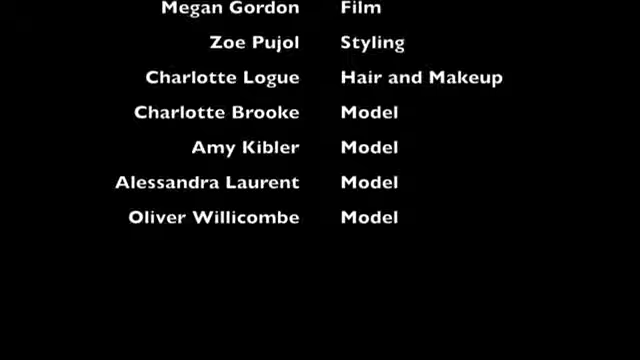 Megan Gordon Film
Zoe Pujol Styling
Charlotte Logue Hair and Makeup
Charlotte Brooke Model
Amy Kibler Model
Alessandra Laurent Model
Oliver Willicombe Model